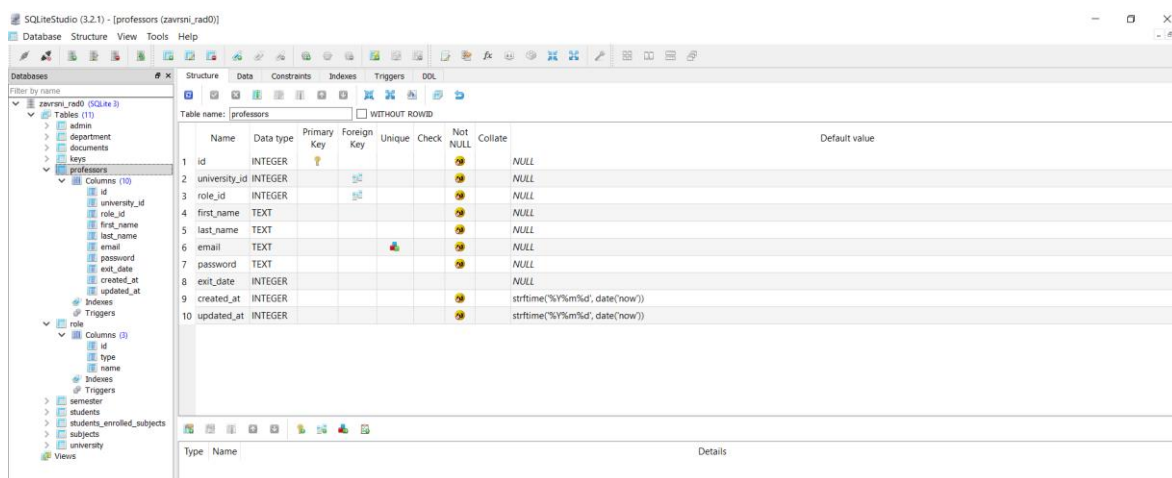 SQLiteStudio (3.2.1) - [professors (zavrsni_rad0)]
Database Structure View Tools Help
Databases
Filter by name
zavrsni_rad0 (SQLite 3)
Tables (11)
admin
department
documents
keys
professors
Columns (10)
id
university_id
role_id
first_name
last_name
email
password
exit_date
created_at
updated_at
Indexes
Triggers
role
Columns (3)
id
type
name
Indexes
Triggers
semester
students
students_enrolled_subjects
subjects
university
Views
Structure Data Constraints Indexes Triggers DDL
Table name: professors WITHOUT ROWID
Name Data type Primary Key Foreign Key Unique Check Not NULL Collate Default value
1 id INTEGER NULL
2 university_id INTEGER NULL
3 role_id INTEGER NULL
4 first_name TEXT NULL
5 last_name TEXT NULL
6 email TEXT NULL
7 password TEXT NULL
8 exit_date INTEGER NULL
9 created_at INTEGER strftime('%Y%m%d', date('now'))
10 updated_at INTEGER strftime('%Y%m%d', date('now'))
Type Name Details